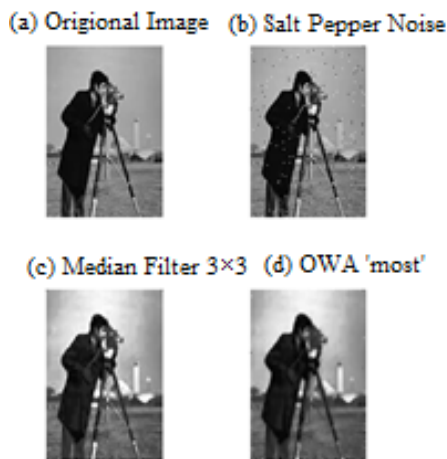 (a) Origional Image
(b) Salt Pepper Noise
(c) Median Filter 3×3
(d) OWA 'most'